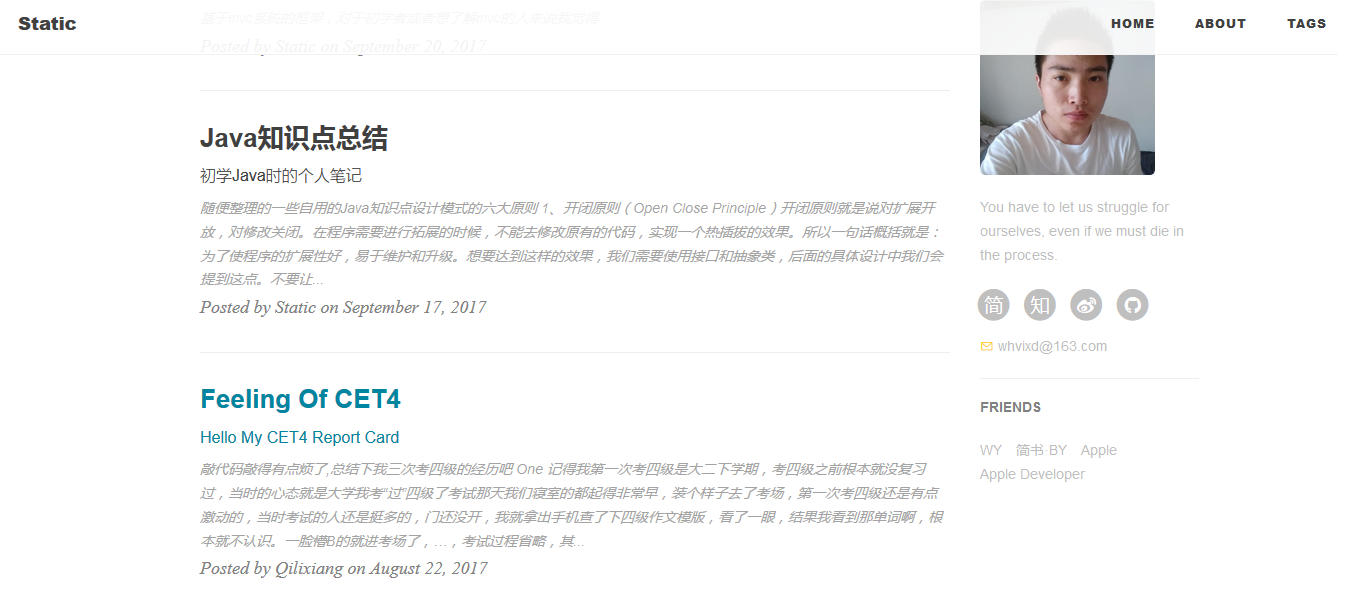 Static
HOME ABOUT TAGS
基于mvc系统的框架，对于初学者或者想了解mvc的人来说我觉得
Posted by Static on September 20, 2017
Java知识点总结
初学Java时的个人笔记
随便整理的一些自用的Java知识点设计模式的六大原则 1、开闭原则（Open Close Principle）开闭原则就是说对扩展开
放，对修改关闭。在程序需要进行拓展的时候，不能去修改原有的代码，实现一个热插拔的效果。所以一句话概括就是：
为了使程序的扩展性好，易于维护和升级。想要达到这样的效果，我们需要使用接口和抽象类，后面的具体设计中我们会
提到这点。不要让...
Posted by Static on September 17, 2017
Feeling Of CET4
Hello My CET4 Report Card
敲代码敲得有点烦了,总结下我三次考四级的经历吧 One 记得我第一次考四级是大二下学期，考四级之前根本就没复习
过，当时的心态就是大学我考“过”四级了考试那天我们寝室的都起得非常早，装个样子去了考场，第一次考四级还是有点
激动的，当时考试的人还是挺多的，门还没开，我就拿出手机查了下四级作文模版，看了一眼，结果我看到那单词啊，根
本就不认识。一脸懵B的就进考场了，…，考试过程省略，其...
Posted by Qilixiang on August 22, 2017
You have to let us struggle for
ourselves, even if we must die in
the process.
简 知
whvixd@163.com
FRIENDS
WY 简书·BY Apple
Apple Developer